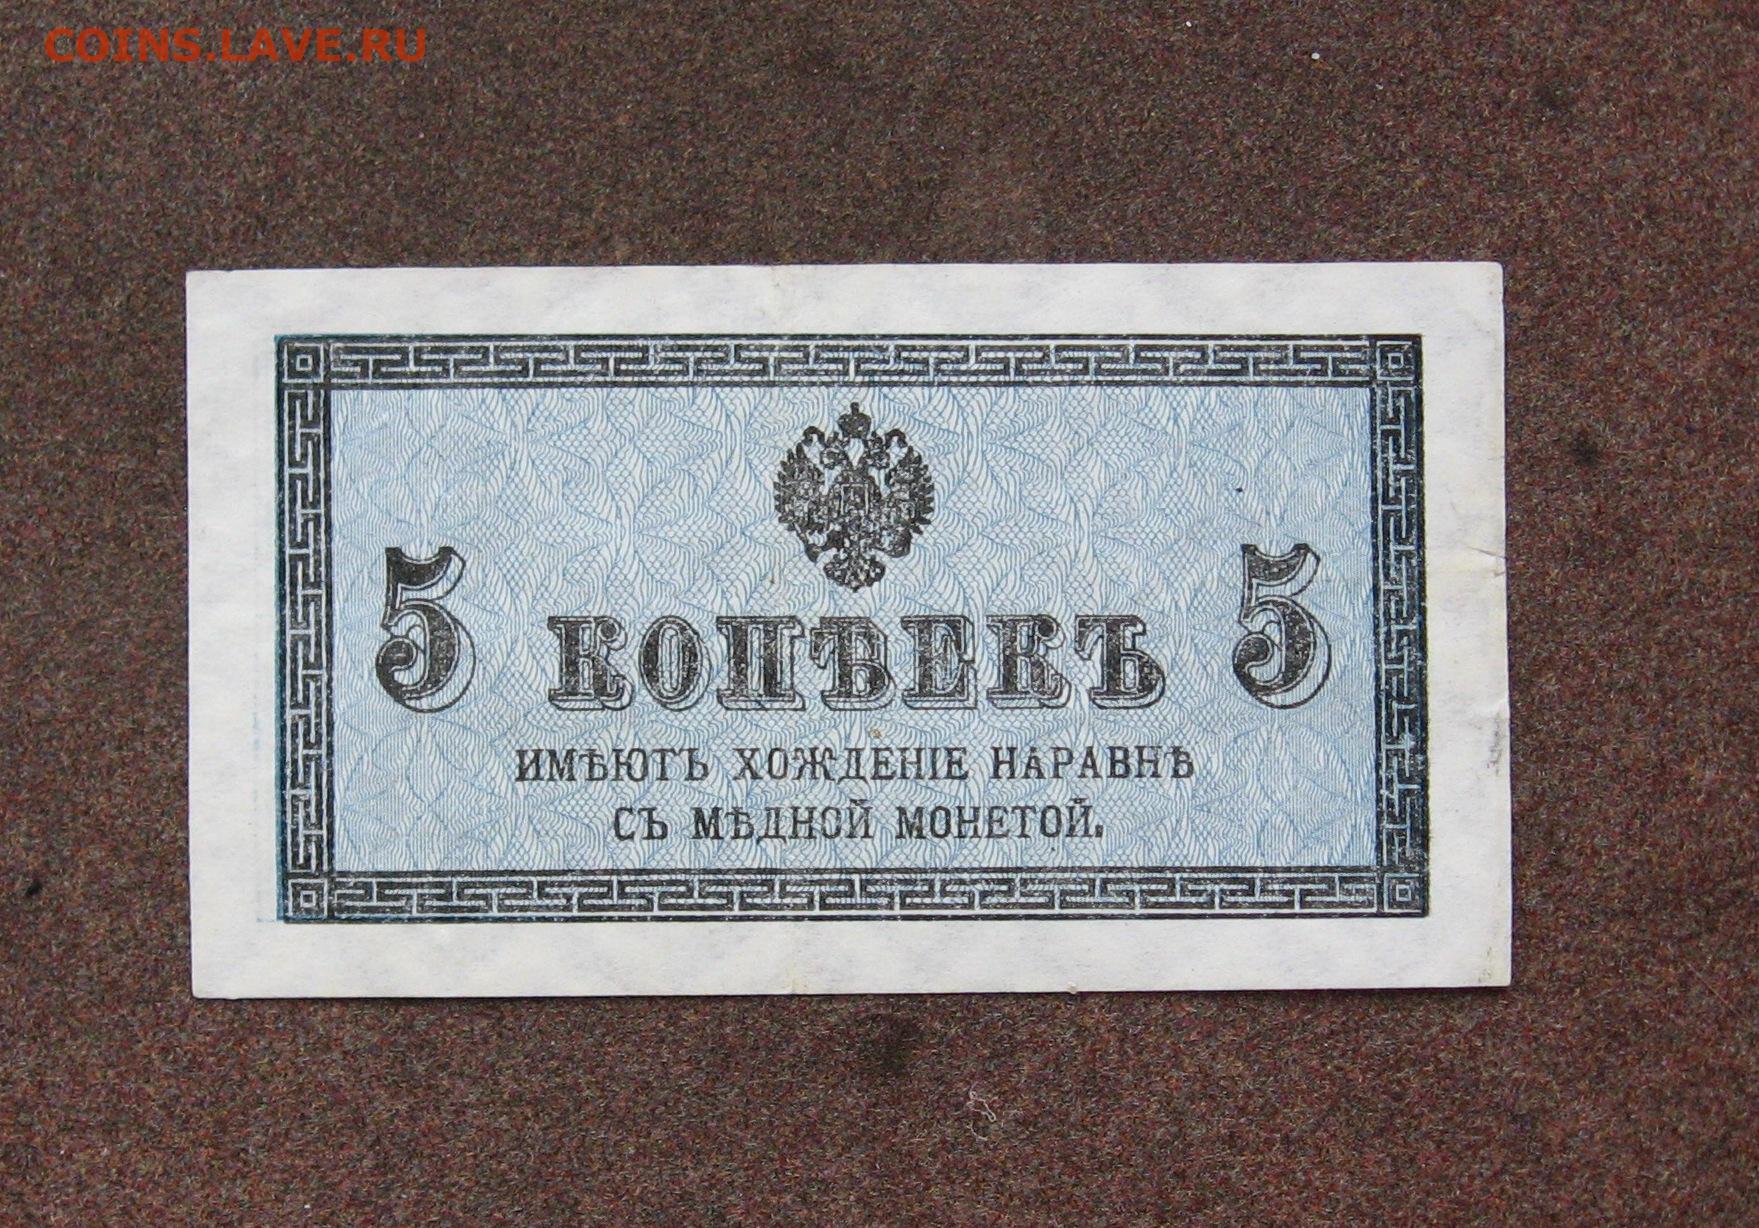 COINS.LAVE.RU
5 КОПѢЕКЪ 5
ИМѢЮТЪ ХОЖДЕНІЕ НАРАВНѢ
СЪ МѢДНОЙ МОНЕТОЙ.